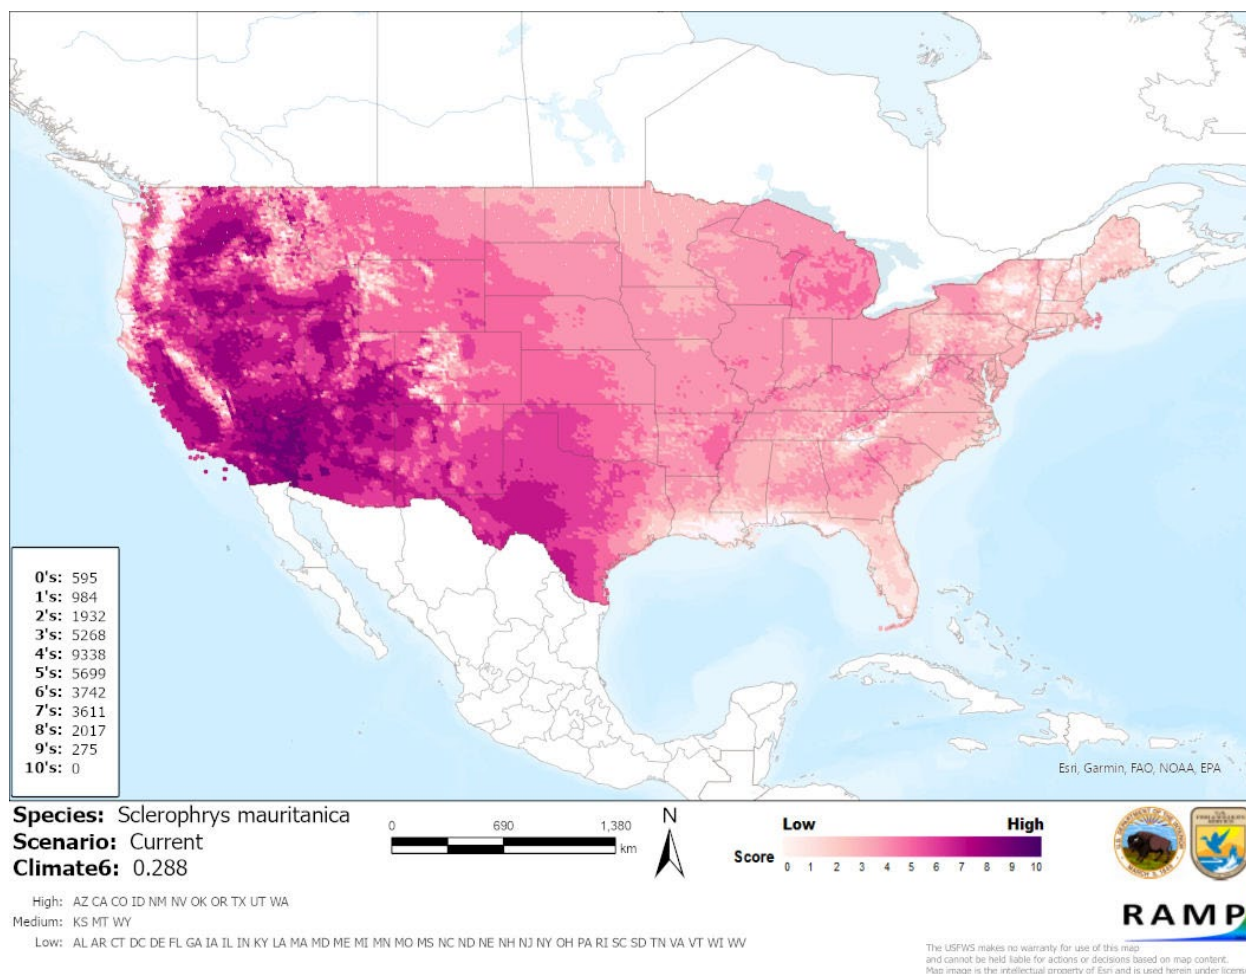 0's: 595
1's: 984
2's: 1932
3's: 5268
4's: 9338
5's: 5699
6's: 3742
7's: 3611
8's: 2017
9's: 275
10's: 0
Esri, Garmin, FAO, NOAA, EPA
Species: Sclerophrys mauritanica
Scenario: Current
Climate6: 0.288
0 690 1,380
km
N
Low High
Score 0 1 2 3 4 5 6 7 8 9 10
High: AZ CA CO ID NM NV OK OR TX UT WA
Medium: KS MT WY
Low: AL AR CT DC DE FL GA IA IL IN KY LA MA MD ME MI MN MO MS NC ND NE NH NJ NY OH PA RI SC SD TN VA VT WI WV
RAMP
The USFWS makes no warranty for use of this map
and cannot be held liable for actions or decisions based on map content.
Map image is the intellectual property of Esri and is used herein under license